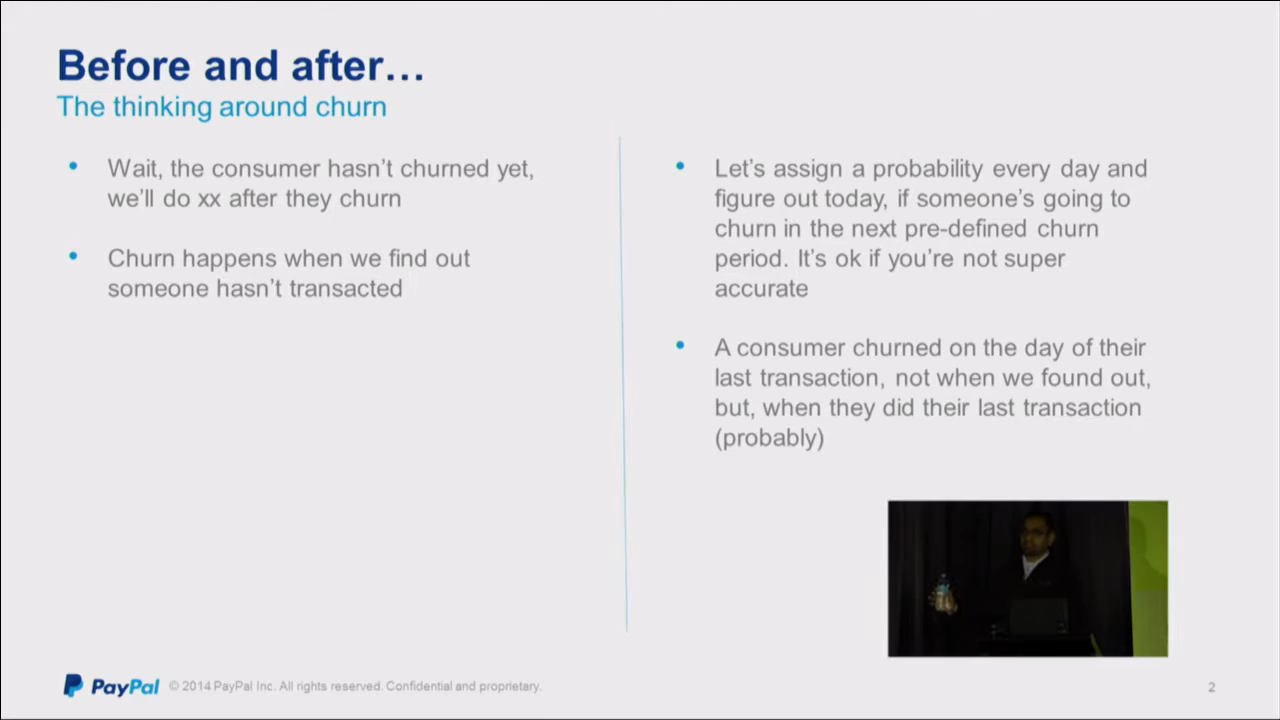 Before and after…
The thinking around churn
• Wait, the consumer hasn’t churned yet,
we’ll do xx after they churn
• Churn happens when we find out
someone hasn’t transacted
• Let’s assign a probability every day and
figure out today, if someone’s going to
churn in the next pre-defined churn
period. It’s ok if you’re not super
accurate
• A consumer churned on the day of their
last transaction, not when we found out,
but, when they did their last transaction
(probably)
PayPal © 2014 PayPal Inc. All rights reserved. Confidential and proprietary.
2